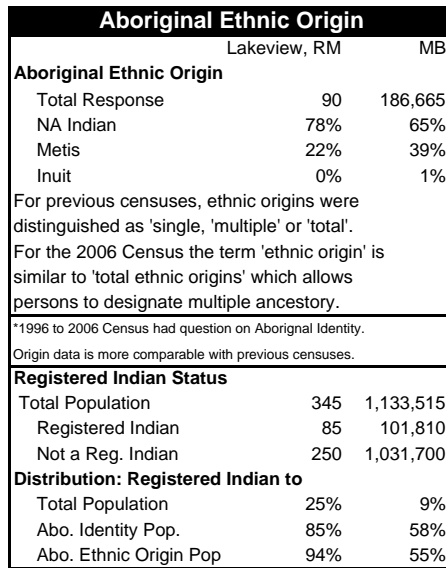 Aboriginal Ethnic Origin
Lakeview, RM MB
Aboriginal Ethnic Origin
Total Response 90 186,665
NA Indian 78% 65%
Metis 22% 39%
Inuit 0% 1%
For previous censuses, ethnic origins were
distinguished as 'single, 'multiple' or 'total'.
For the 2006 Census the term 'ethnic origin' is
similar to 'total ethnic origins' which allows
persons to designate multiple ancestory.
*1996 to 2006 Census had question on Aborignal Identity.
Origin data is more comparable with previous censuses.
Registered Indian Status
Total Population 345 1,133,515
Registered Indian 85 101,810
Not a Reg. Indian 250 1,031,700
Distribution: Registered Indian to
Total Population 25% 9%
Abo. Identity Pop. 85% 58%
Abo. Ethnic Origin Pop 94% 55%